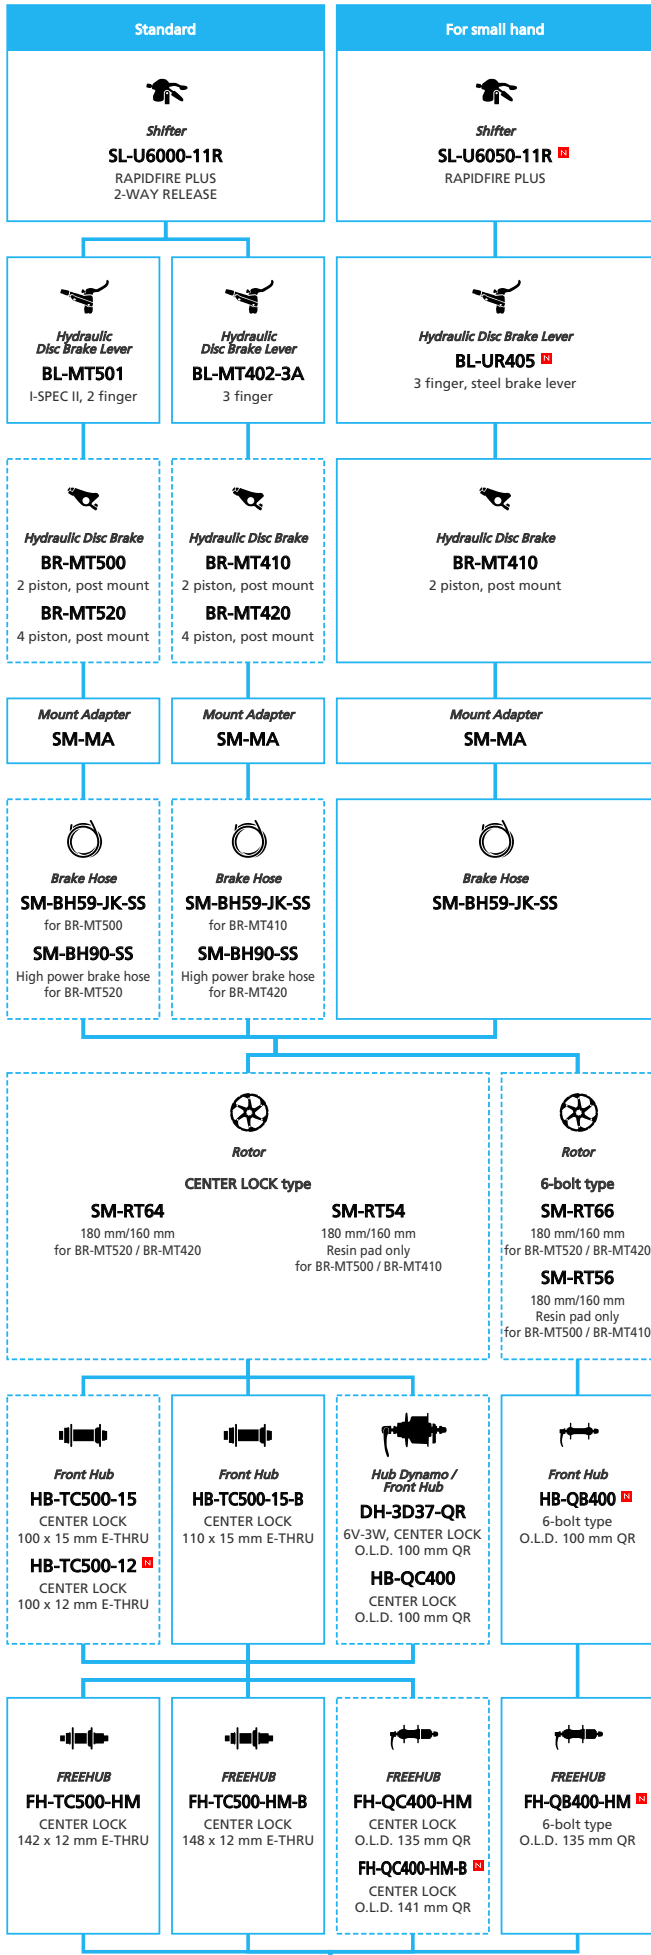 Standard
For small hand
Shifter
SL-U6000-11R
RAPIDFIRE PLUS
2-WAY RELEASE
Shifter
SL-U6050-11R N
RAPIDFIRE PLUS
Hydraulic
Disc Brake Lever
BL-MT501
I-SPEC II, 2 finger
Hydraulic
Disc Brake Lever
BL-MT402-3A
3 finger
Hydraulic Disc Brake Lever
BL-UR405 N
3 finger, steel brake lever
Hydraulic Disc Brake
BR-MT500
2 piston, post mount
BR-MT520
4 piston, post mount
Hydraulic Disc Brake
BR-MT410
2 piston, post mount
BR-MT420
4 piston, post mount
Hydraulic Disc Brake
BR-MT410
2 piston, post mount
Mount Adapter
SM-MA
Mount Adapter
SM-MA
Mount Adapter
SM-MA
Brake Hose
SM-BH59-JK-SS
for BR-MT500
SM-BH90-SS
High power brake hose
for BR-MT520
Brake Hose
SM-BH59-JK-SS
for BR-MT410
SM-BH90-SS
High power brake hose
for BR-MT420
Brake Hose
SM-BH59-JK-SS
Rotor
CENTER LOCK type
SM-RT64
180 mm/160 mm
for BR-MT520 / BR-MT420
SM-RT54
180 mm/160 mm
Resin pad only
for BR-MT500 / BR-MT410
Rotor
6-bolt type
SM-RT66
180 mm/160 mm
for BR-MT520 / BR-MT420
SM-RT56
180 mm/160 mm
Resin pad only
for BR-MT500 / BR-MT410
Front Hub
HB-TC500-15
CENTER LOCK
100 x 15 mm E-THRU
HB-TC500-12 N
CENTER LOCK
100 x 12 mm E-THRU
Front Hub
HB-TC500-15-B
CENTER LOCK
110 x 15 mm E-THRU
Hub Dynamo /
Front Hub
DH-3D37-QR
6V-3W, CENTER LOCK
O.L.D. 100 mm QR
HB-QC400
CENTER LOCK
O.L.D. 100 mm QR
Front Hub
HB-QB400 N
6-bolt type
O.L.D. 100 mm QR
FREEHUB
FH-TC500-HM
CENTER LOCK
142 x 12 mm E-THRU
FREEHUB
FH-TC500-HM-B
CENTER LOCK
148 x 12 mm E-THRU
FREEHUB
FH-QC400-HM
CENTER LOCK
O.L.D. 135 mm QR
FH-QC400-HM-B N
CENTER LOCK
O.L.D. 141 mm QR
FREEHUB
FH-QB400-HM N
6-bolt type
O.L.D. 135 mm QR